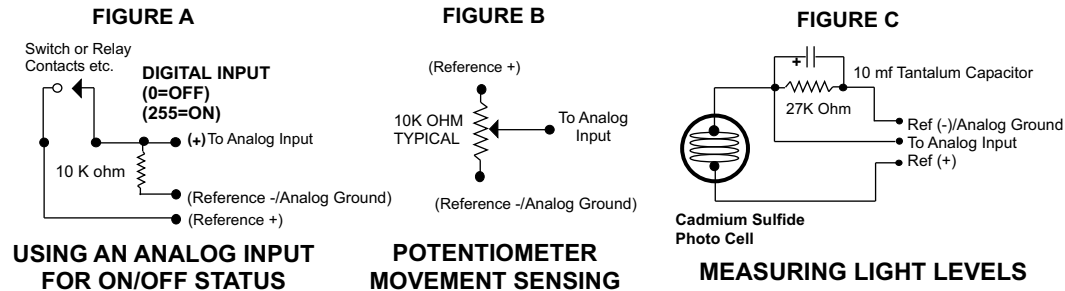 FIGURE A
Switch or Relay
Contacts etc.
DIGITAL INPUT
(0=OFF)
(255=ON)
(+) To Analog Input
10 K ohm
(Reference -/Analog Ground)
(Reference +)
USING AN ANALOG INPUT
FOR ON/OFF STATUS
FIGURE B
(Reference +)
10K OHM
TYPICAL
To Analog
Input
(Reference -/Analog Ground)
POTENTIOMETER
MOVEMENT SENSING
FIGURE C
+
10 mf Tantalum Capacitor
27K Ohm
Ref (-)/Analog Ground
To Analog Input
Ref (+)
Cadmium Sulfide
Photo Cell
MEASURING LIGHT LEVELS